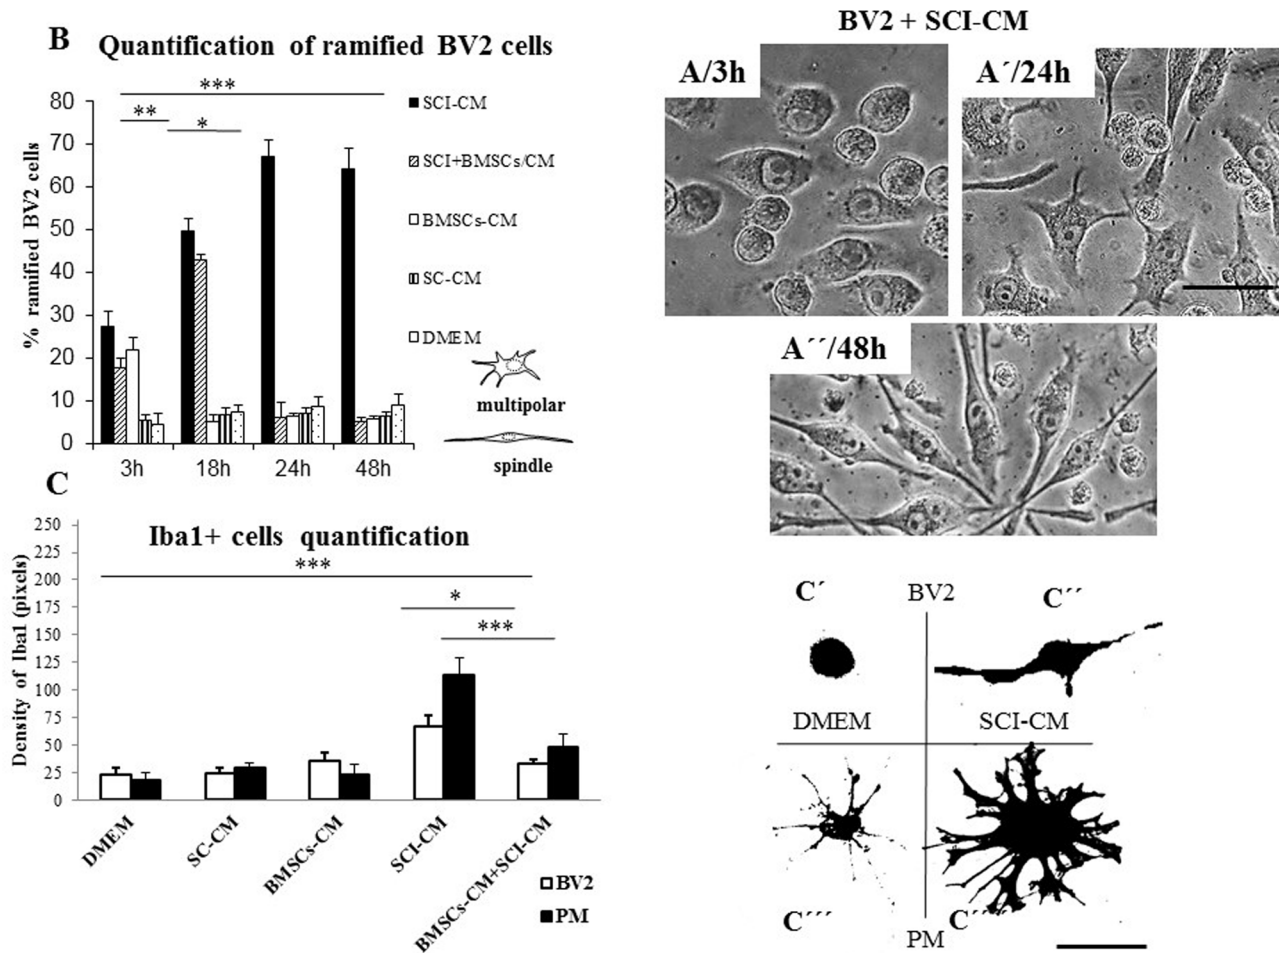 B
Quantification of ramified BV2 cells
***
**
*
80
70
60
50
40
30
20
10
0
% ramified BV2 cells
3h 18h 24h 48h
SCI-CM
SCI+BMSCs/CM
BMSCs-CM
SC-CM
DMEM
multipolar
spindle
BV2 + SCI-CM
A/3h
A´/24h
A´´/48h
C
Iba1+ cells quantification
***
*
***
250
225
200
175
150
125
100
75
50
25
0
Density of Iba1 (pixels)
DMEM
SC-CM
BMSCs-CM
SCI-CM
BMSCs-CM+SCI-CM
BV2
PM
C´
BV2
C´´
DMEM
SCI-CM
C´´´
PM